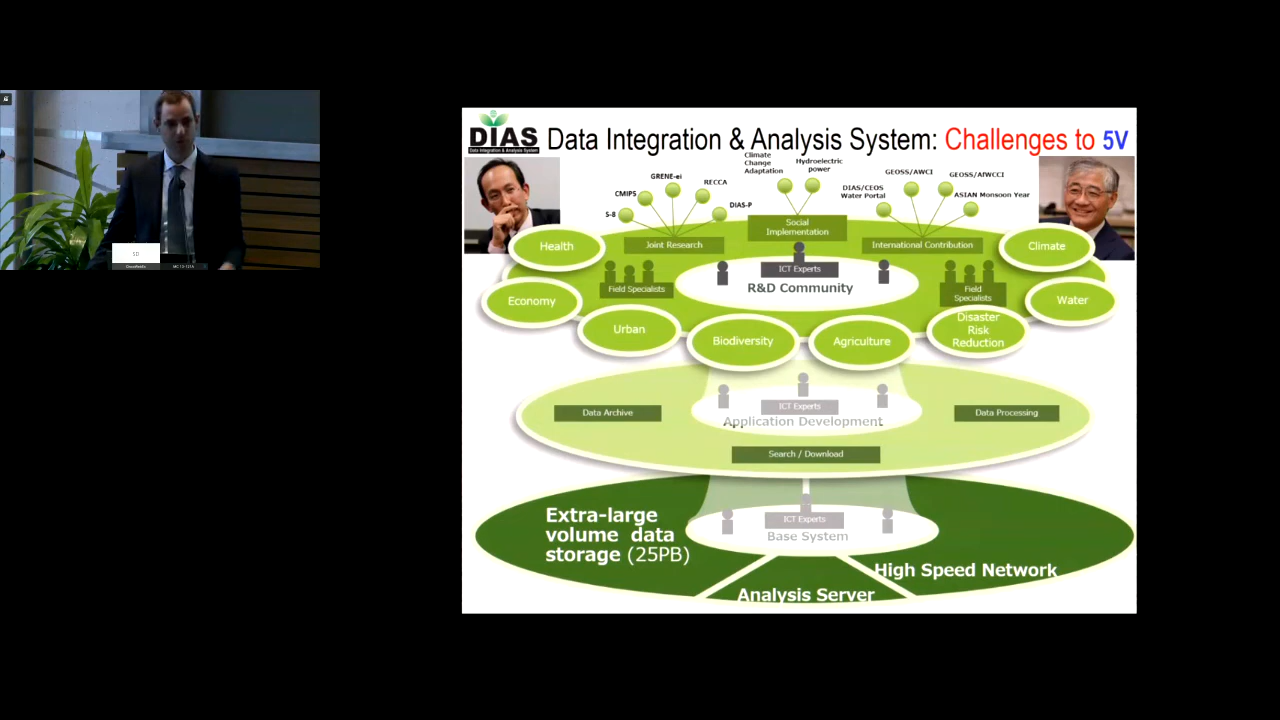 DIAS
Data Integration & Analysis System
Data Integration & Analysis System: Challenges to 5V
Climate
Change
Adaptation
Hydroelectric
power
GRENE-ei
RECCA
CMIP5
S-8
DIAS-P
GEOSS/AWCI
GEOSS/AfWCCI
DIAS/CEOS
Water Portal
ASIAN Monsoon Year
Social
Implementation
Joint Research
International Contribution
Health
Climate
ICT Experts
R&D Community
Field Specialists
Field
Specialists
Economy
Water
Urban
Biodiversity
Agriculture
Disaster
Risk
Reduction
ICT Experts
Application Development
Data Archive
Data Processing
Search / Download
ICT Experts
Base System
Extra-large
volume data
storage (25PB)
High Speed Network
Analysis Server